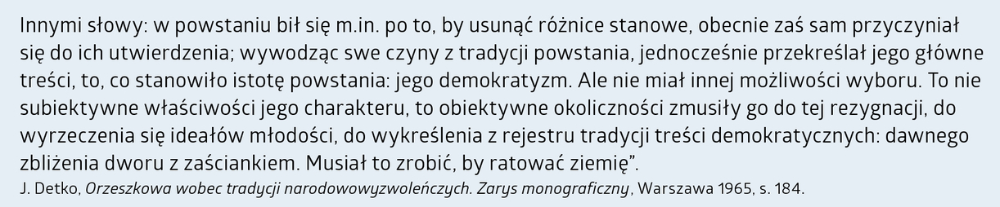 Innymi słowy: w powstaniu bił się m.in. po to, by usunąć różnice stanowe, obecnie zaś sam przyczyniał
się do ich utwierdzenia; wywodząc swe czyny z tradycji powstania, jednocześnie przekreślał jego główne
treści, to, co stanowiło istotę powstania: jego demokratyzm. Ale nie miał innej możliwości wyboru. To nie
subiektywne właściwości jego charakteru, to obiektywne okoliczności zmusiły go do tej rezygnacji, do
wyrzeczenia się ideałów młodości, do wykreślenia z rejestru tradycji treści demokratycznych: dawnego
zbliżenia dworu z zaściankiem. Musiał to zrobić, by ratować ziemię”.
J. Detko, Orzeszkowa wobec tradycji narodowowyzwoleńczych. Zarys monograficzny, Warszawa 1965, s. 184.